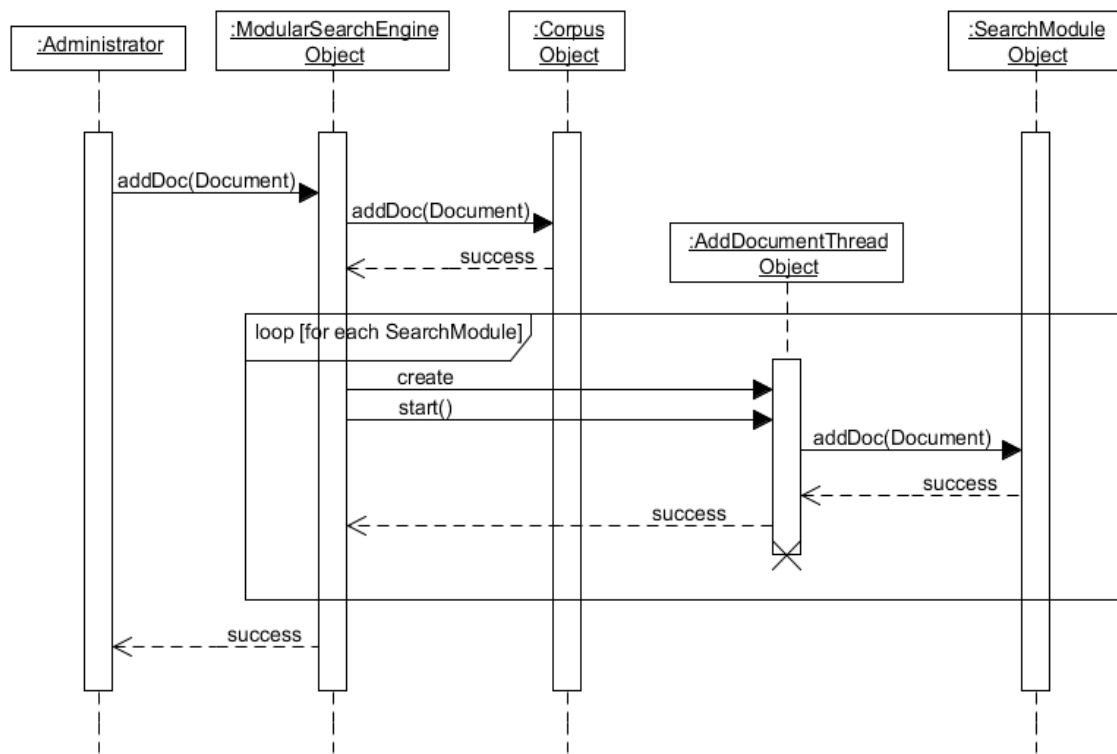 :Administrator
:ModularSearchEngine
Object
:Corpus
Object
:SearchModule
Object
addDoc(Document)
addDoc(Document)
success
:AddDocumentThread
Object
loop [for each SearchModule]
create
start()
addDoc(Document)
success
success
success